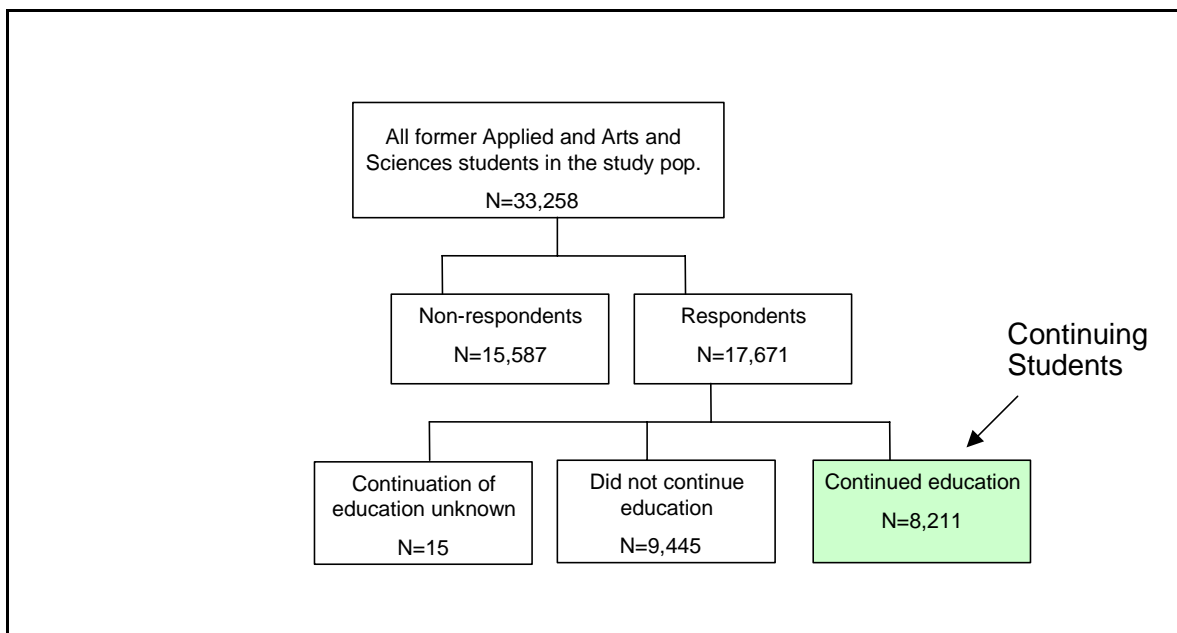 All former Applied and Arts and
Sciences students in the study pop.
N=33,258
Non-respondents
N=15,587
Respondents
N=17,671
Continuing
Students
Continuation of
education unknown
N=15
Did not continue
education
N=9,445
Continued education
N=8,211